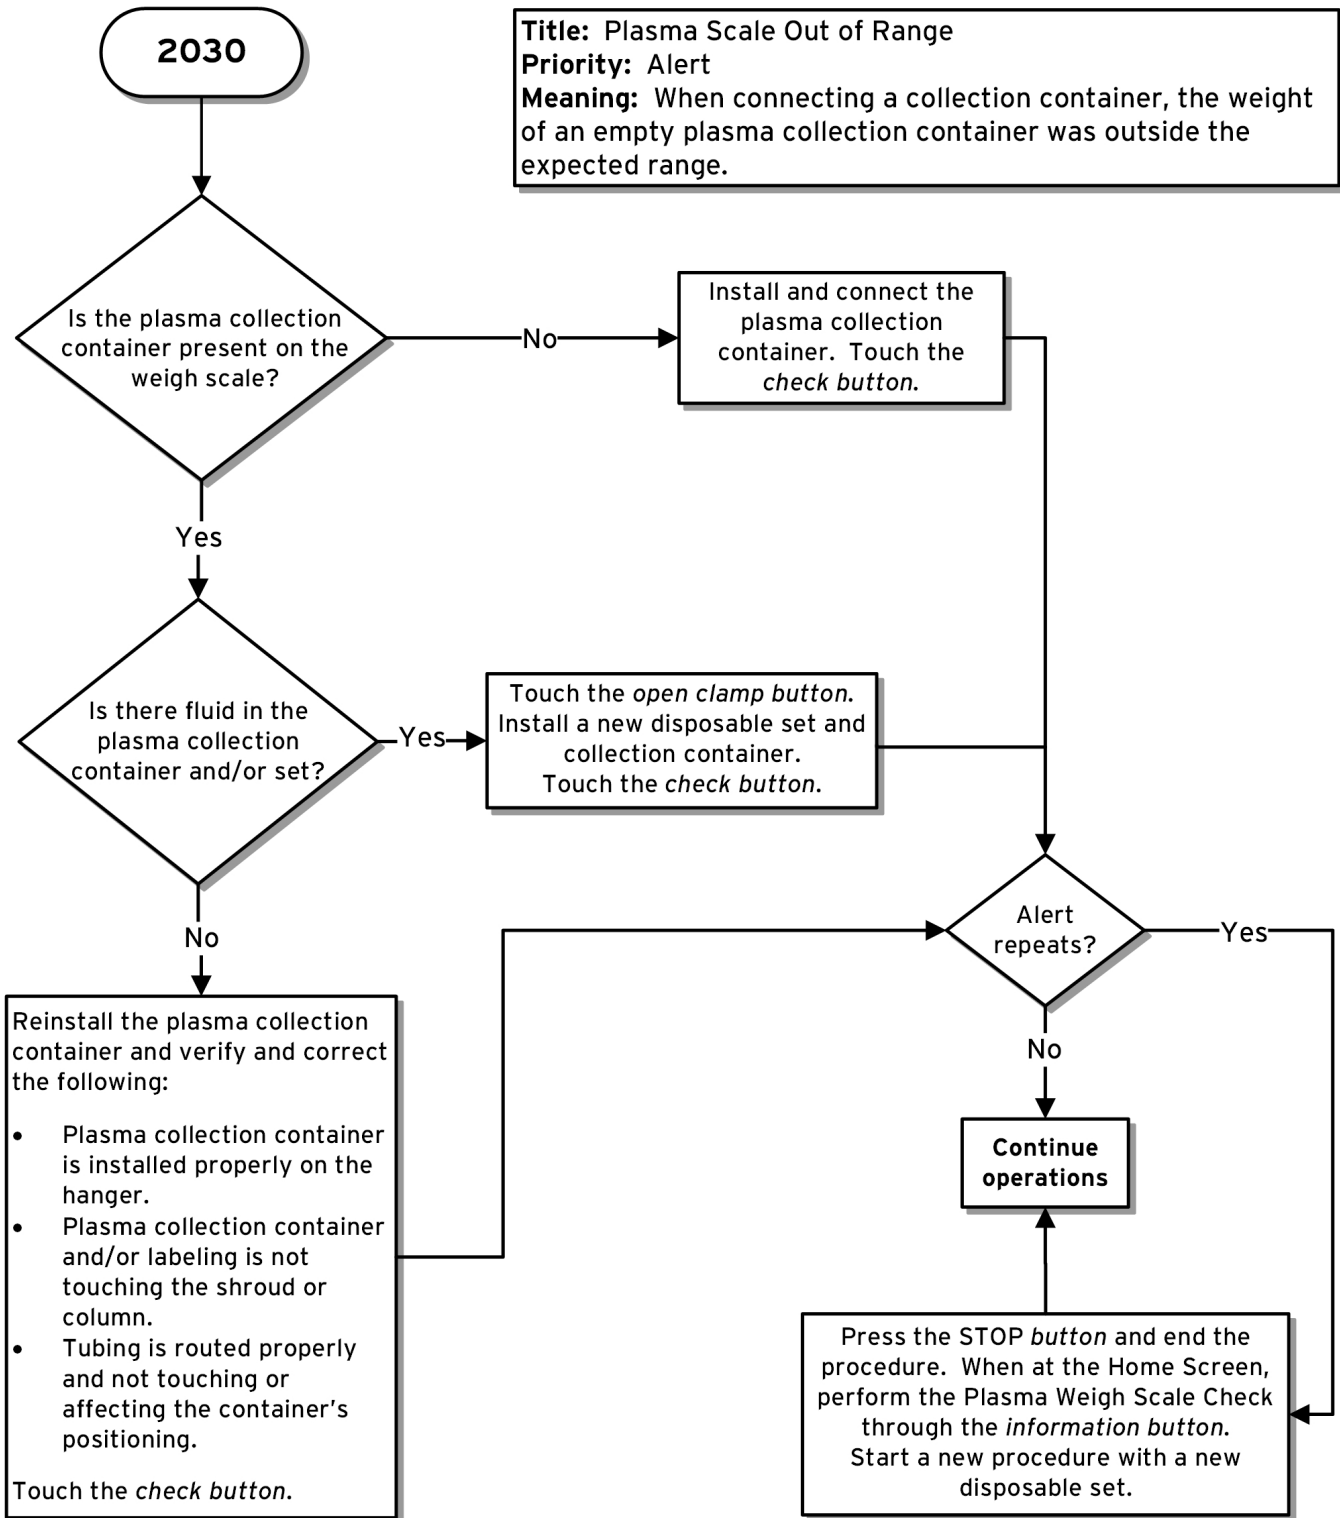 2030
Title: Plasma Scale Out of Range
Priority: Alert
Meaning: When connecting a collection container, the weight
of an empty plasma collection container was outside the
expected range.
Is the plasma collection
container present on the
weigh scale?
No
Install and connect the
plasma collection
container. Touch the
check button.
Yes
Is there fluid in the
plasma collection
container and/or set?
Yes
Touch the open clamp button.
Install a new disposable set and
collection container.
Touch the check button.
No
Reinstall the plasma collection
container and verify and correct
the following:
• Plasma collection container
is installed properly on the
hanger.
• Plasma collection container
and/or labeling is not
touching the shroud or
column.
• Tubing is routed properly
and not touching or
affecting the container's
positioning.
Touch the check button.
Alert
repeats?
Yes
No
Continue
operations
Press the STOP button and end the
procedure. When at the Home Screen,
perform the Plasma Weigh Scale Check
through the information button.
Start a new procedure with a new
disposable set.